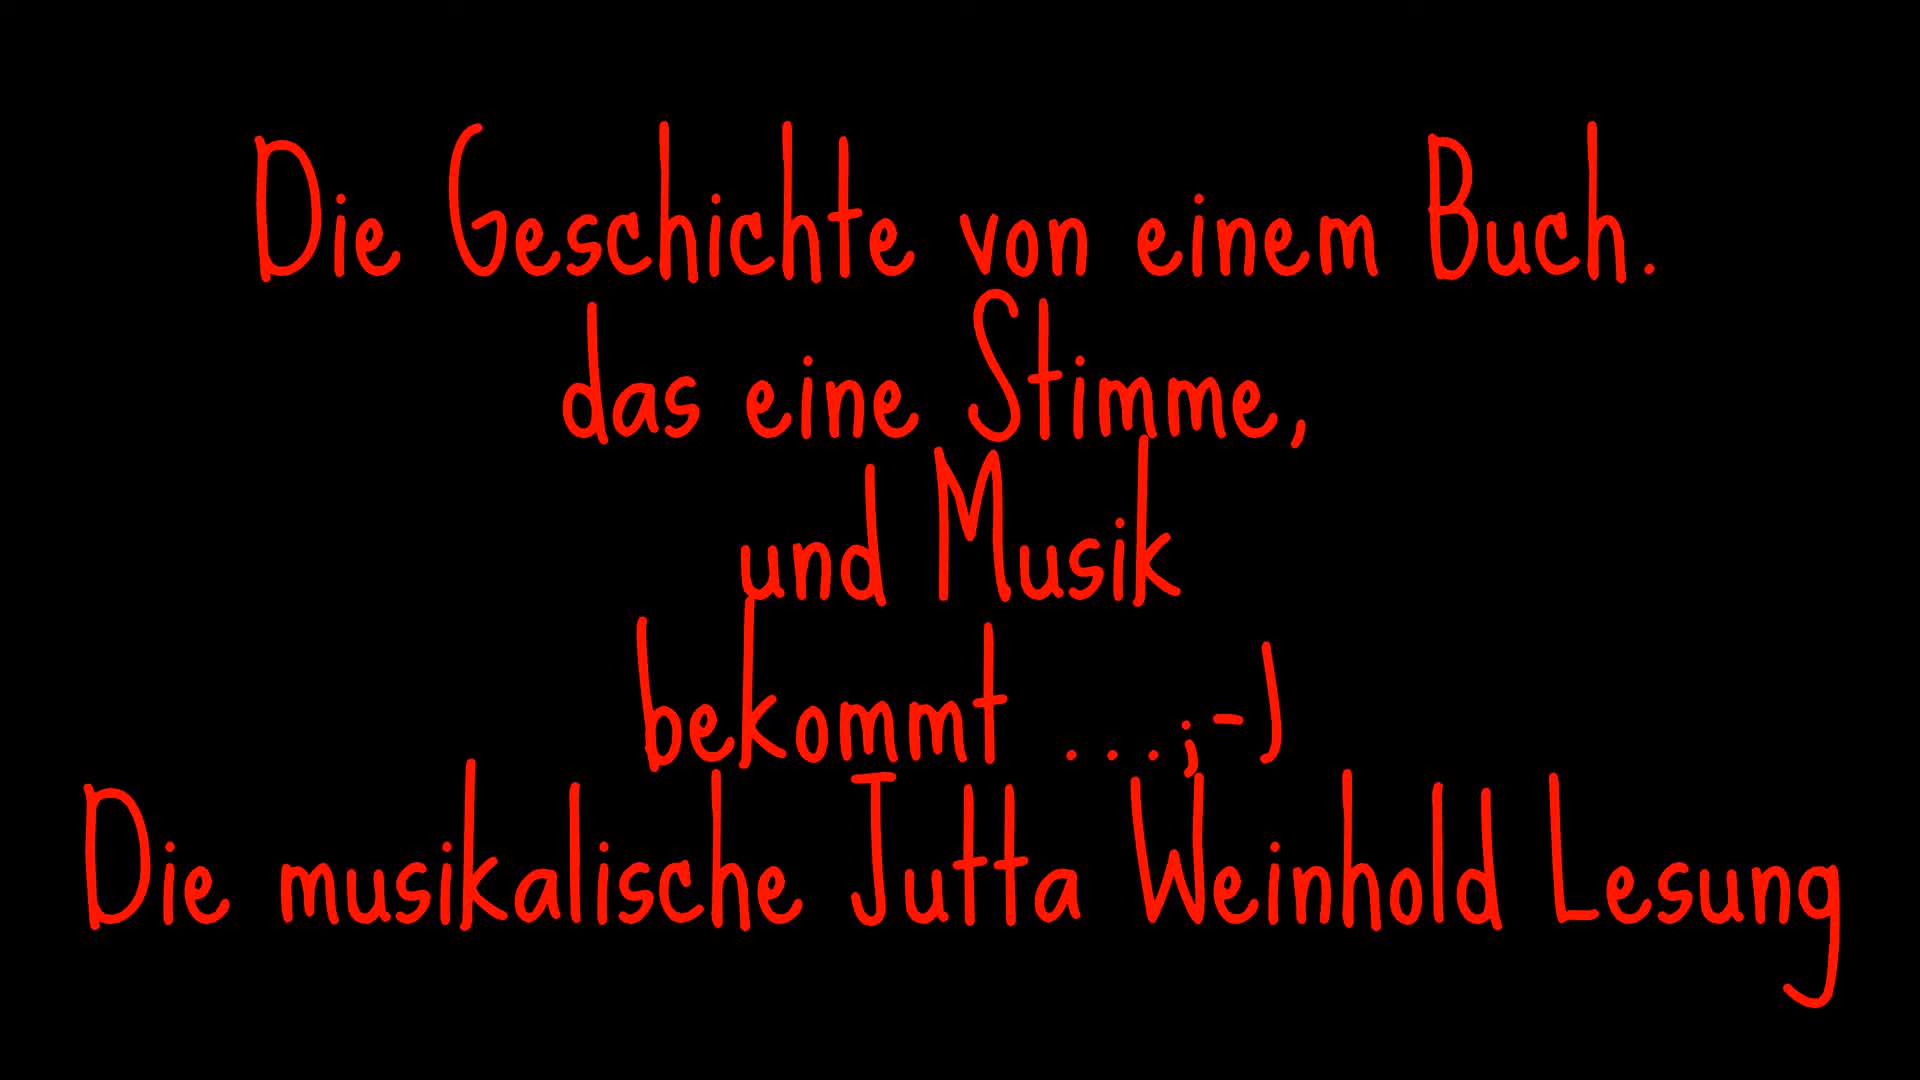 Die Geschichte von einem Buch.
das eine Stimme,
und Musik
bekommt ...;-)
Die musikalische Jutta Weinhold Lesung